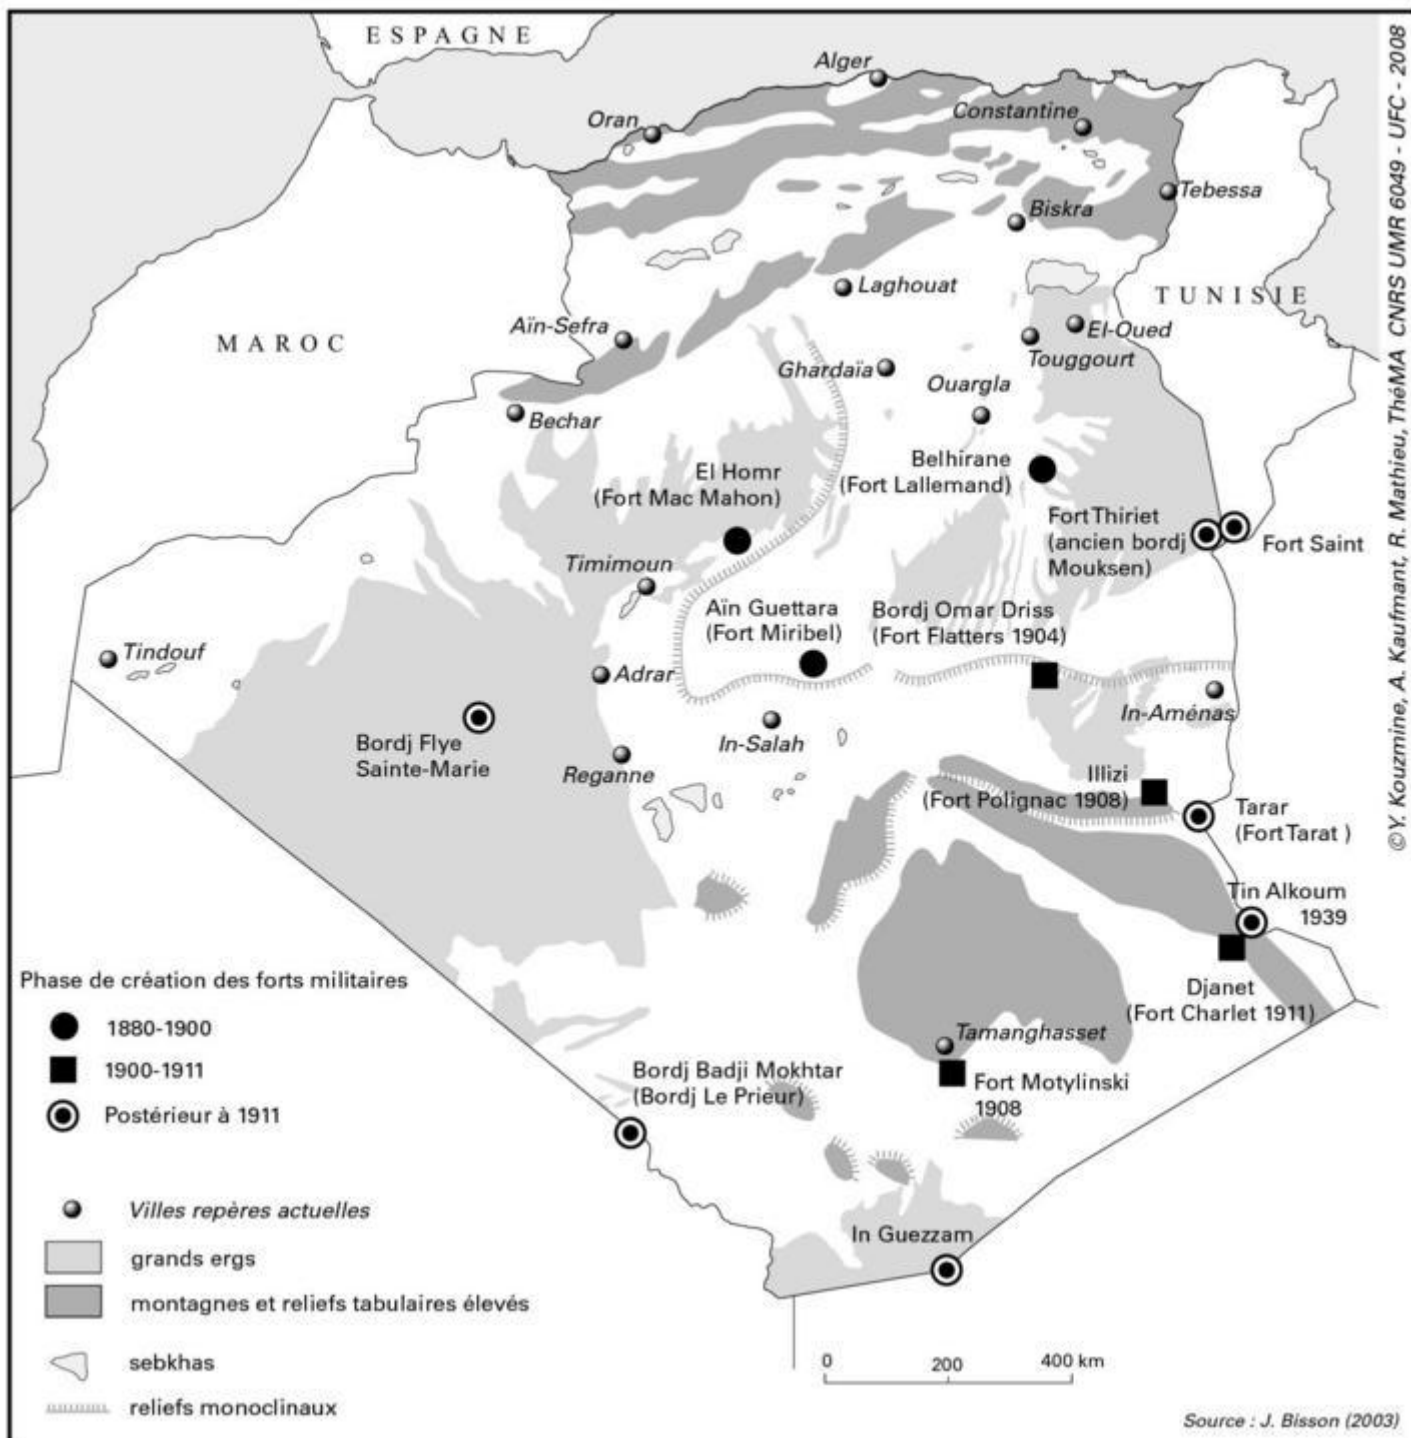 ESPAGNE
Alger
Constantine
Oran
Tebessa
Biskra
Laghouat
TUNISIE
Aïn-Sefra
El-Oued
MAROC
Touggourt
Ghardaïa
Ouargla
Bechar
El Homr
(Fort Mac Mahon)
Belhirane
(Fort Lallemand)
Fort Thiriet
(ancien bordj
Mouksen)
Fort Saint
Timimoun
Aïn Guettara
(Fort Miribel)
Bordj Omar Driss
(Fort Flatters 1904)
Tindouf
Adrar
In-Aménas
Bordj Flye
Sainte-Marie
In-Salah
Reganne
Illizi
(Fort Polignac 1908)
Tarar
(Fort Tarat )
Tin Alkoum
1939
Djanet
(Fort Charlet 1911)
Tamanghasset
Fort Motylinski
1908
Bordj Badji Mokhtar
(Bordj Le Prieur)
In Guezzam
Phase de création des forts militaires
1880-1900
1900-1911
Postérieur à 1911
Villes repères actuelles
grands ergs
montagnes et reliefs tabulaires élevés
sebkhas
reliefs monoclinaux
0 200 400 km
Source : J. Bisson (2003)
©Y. Kouzmine, A. Kaufmant, R. Mathieu, ThéMA CNRS UMR 6049 - UFC - 2008